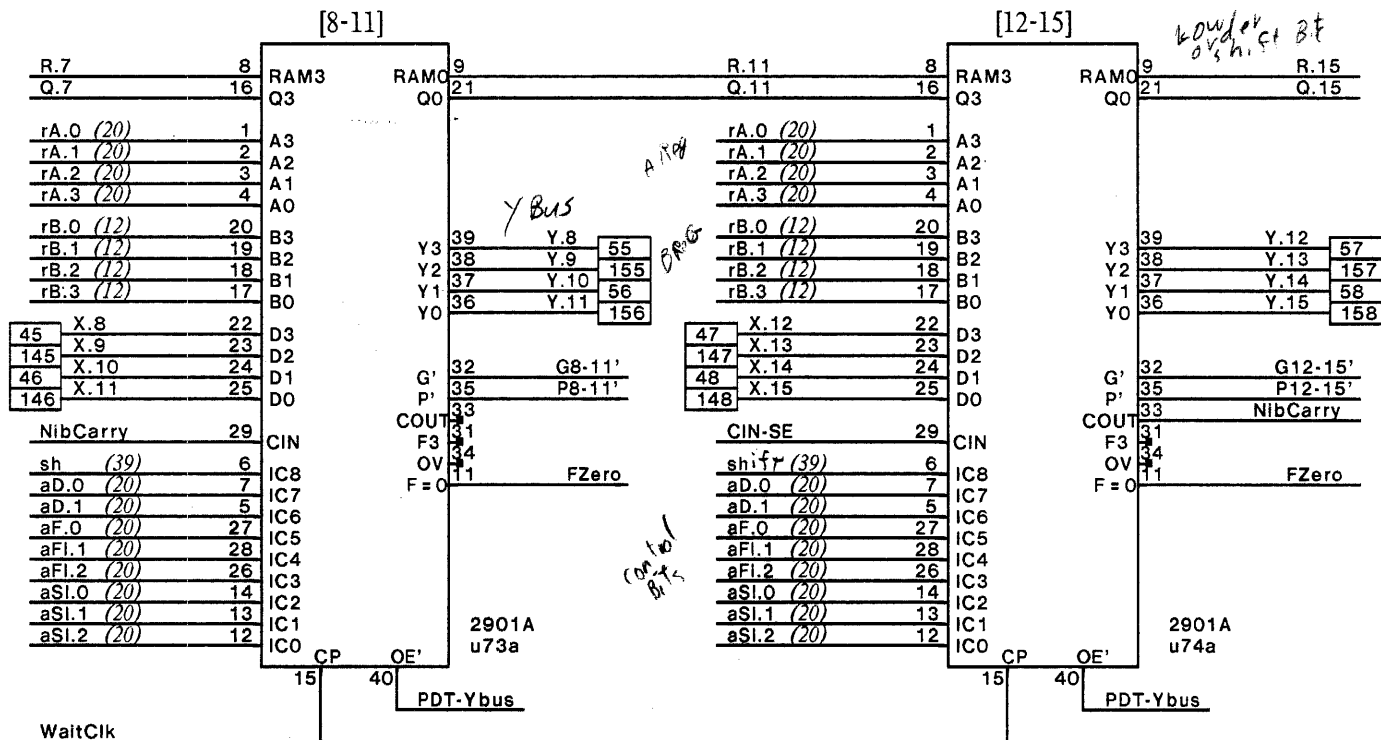 [8-11]
R.7 8 RAM3 RAM0 9 R.11
Q.7 16 Q3 Q0 21 Q.11
rA.0 (20) 1 A3
rA.1 (20) 2 A2
rA.2 (20) 3 A1
rA.3 (20) 4 A0
Y Bus
rB.0 (12) 20 B3
rB.1 (12) 19 B2
rB.2 (12) 18 B1
rB.3 (12) 17 B0
Y3 39 Y.8 55
Y2 38 Y.9 155
Y1 37 Y.10 56
Y0 36 Y.11 156
45 X.8 22 D3
145 X.9 23 D2
46 X.10 24 D1
146 X.11 25 D0
G' 32 G8-11'
P' 35 P8-11'
COUT 33
F3 31
OV 34
F=0 11 FZero
NibCarry 29 CIN
sh (39) 6 IC8
aD.0 (20) 7 IC7
aD.1 (20) 5 IC6
aF.0 (20) 27 IC5
aFI.1 (20) 28 IC4
aFI.2 (20) 26 IC3
aSI.0 (20) 14 IC2
aSI.1 (20) 13 IC1
aSI.2 (20) 12 IC0
2901A
u73a
CP OE'
15 40
PDT-Ybus
WaitClk
A Reg
B REG
Control
Bits
[12-15]
R.11 8 RAM3 RAM0 9 R.15
Q.11 16 Q3 Q0 21 Q.15
shift Bit
rA.0 (20) 1 A3
rA.1 (20) 2 A2
rA.2 (20) 3 A1
rA.3 (20) 4 A0
rB.0 (12) 20 B3
rB.1 (12) 19 B2
rB.2 (12) 18 B1
rB.3 (12) 17 B0
Y3 39 Y.12 57
Y2 38 Y.13 157
Y1 37 Y.14 58
Y0 36 Y.15 158
47 X.12 22 D3
147 X.13 23 D2
48 X.14 24 D1
148 X.15 25 D0
G' 32 G12-15'
P' 35 P12-15'
COUT 33 NibCarry
F3 31
OV 34
F=0 11 FZero
CIN-SE 29 CIN
shift (39) 6 IC8
aD.0 (20) 7 IC7
aD.1 (20) 5 IC6
aF.0 (20) 27 IC5
aFI.1 (20) 28 IC4
aFI.2 (20) 26 IC3
aSI.0 (20) 14 IC2
aSI.1 (20) 13 IC1
aSI.2 (20) 12 IC0
2901A
u74a
CP OE'
15 40
PDT-Ybus